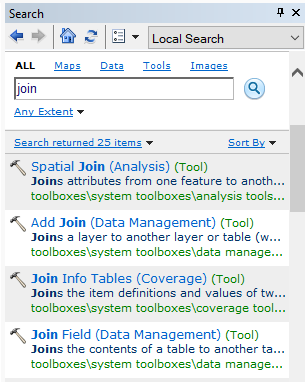 Search
Local Search
ALL Maps Data Tools Images
join
Any Extent
Search returned 25 items Sort By
Spatial Join (Analysis) (Tool)
Joins attributes from one feature to anoth...
toolboxes\system toolboxes\analysis tools...
Add Join (Data Management) (Tool)
Joins a layer to another layer or table (w...
toolboxes\system toolboxes\data manage...
Join Info Tables (Coverage) (Tool)
Joins the item definitions and values of tw...
toolboxes\system toolboxes\coverage tool...
Join Field (Data Management) (Tool)
Joins the contents of a table to another ta...
toolboxes\system toolboxes\data manage...